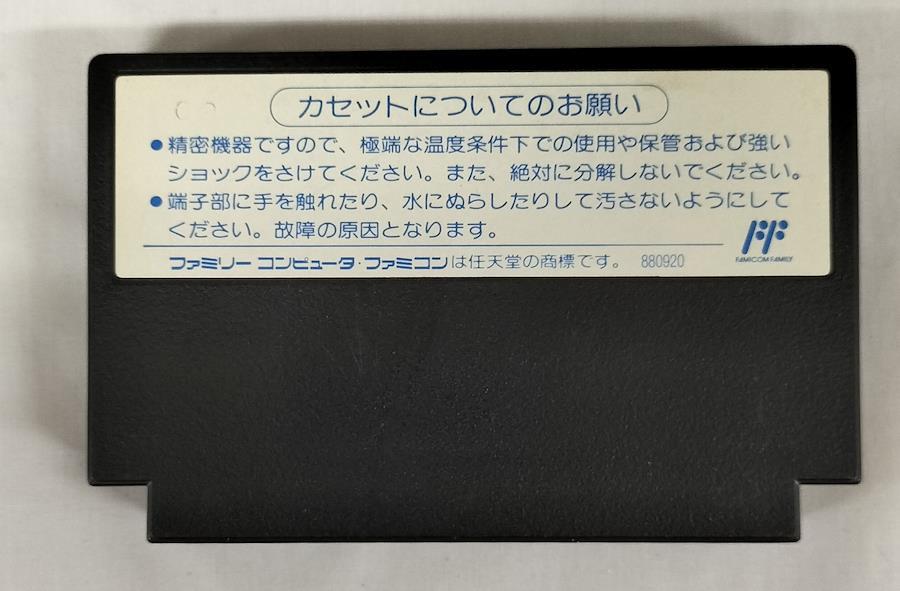 カセットについてのお願い
●精密機器ですので、極端な温度条件下での使用や保管および強い
ショックをさけてください。また、絶対に分解しないでください。
●端子部に手を触れたり、水にぬらしたりして汚さないようにして
ください。故障の原因となります。
FF
FAMICOM FAMILY
ファミリー コンピュータ・ファミコンは任天堂の商標です。 880920